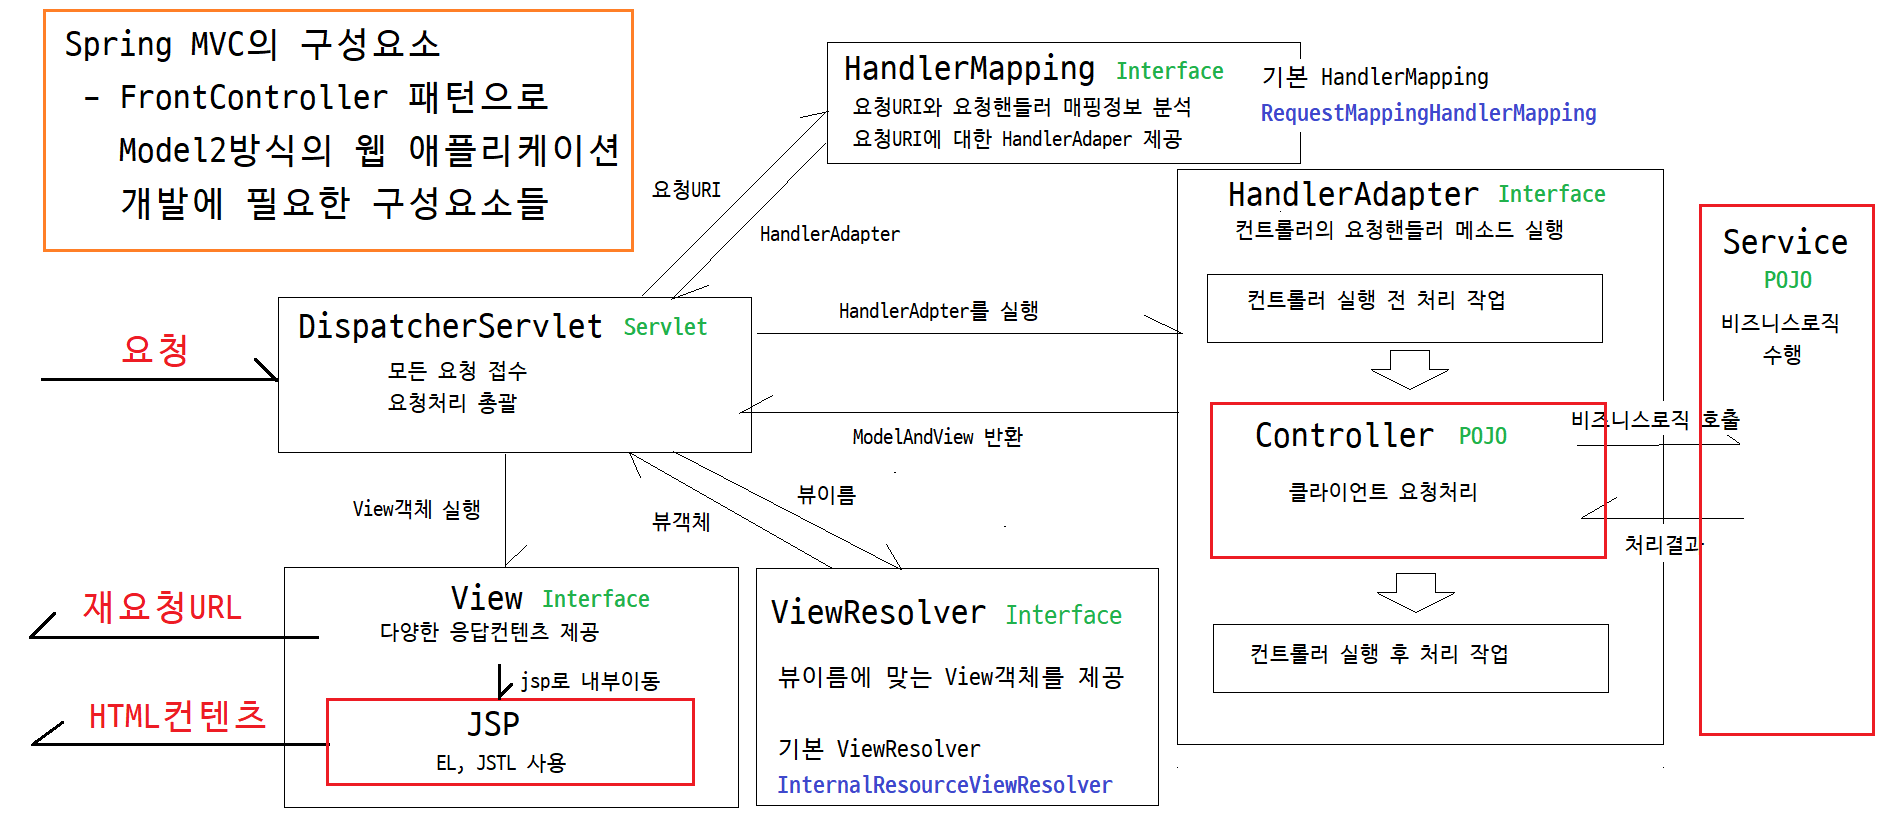 Spring MVC의 구성요소
- FrontController 패턴으로
Model2방식의 웹 애플리케이션
개발에 필요한 구성요소들
HandlerMapping Interface
요청URI와 요청핸들러 매핑정보 분석
요청URI에 대한 HandlerAdaper 제공
기본 HandlerMapping
RequestMappingHandlerMapping
요청URI
HandlerAdapter
HandlerAdapter Interface
컨트롤러의 요청핸들러 메소드 실행
컨트롤러 실행 전 처리 작업
Controller POJO
클라이언트 요청처리
컨트롤러 실행 후 처리 작업
Service
POJO
비즈니스로직
수행
비즈니스로직 호출
처리결과
요청
DispatcherServlet Servlet
모든 요청 접수
요청처리 총괄
HandlerAdpter를 실행
ModelAndView 반환
View객체 실행
뷰객체
뷰이름
재요청URL
HTML컨텐츠
View Interface
다양한 응답컨텐츠 제공
jsp로 내부이동
JSP
EL, JSTL 사용
ViewResolver Interface
뷰이름에 맞는 View객체를 제공
기본 ViewResolver
InternalResourceViewResolver